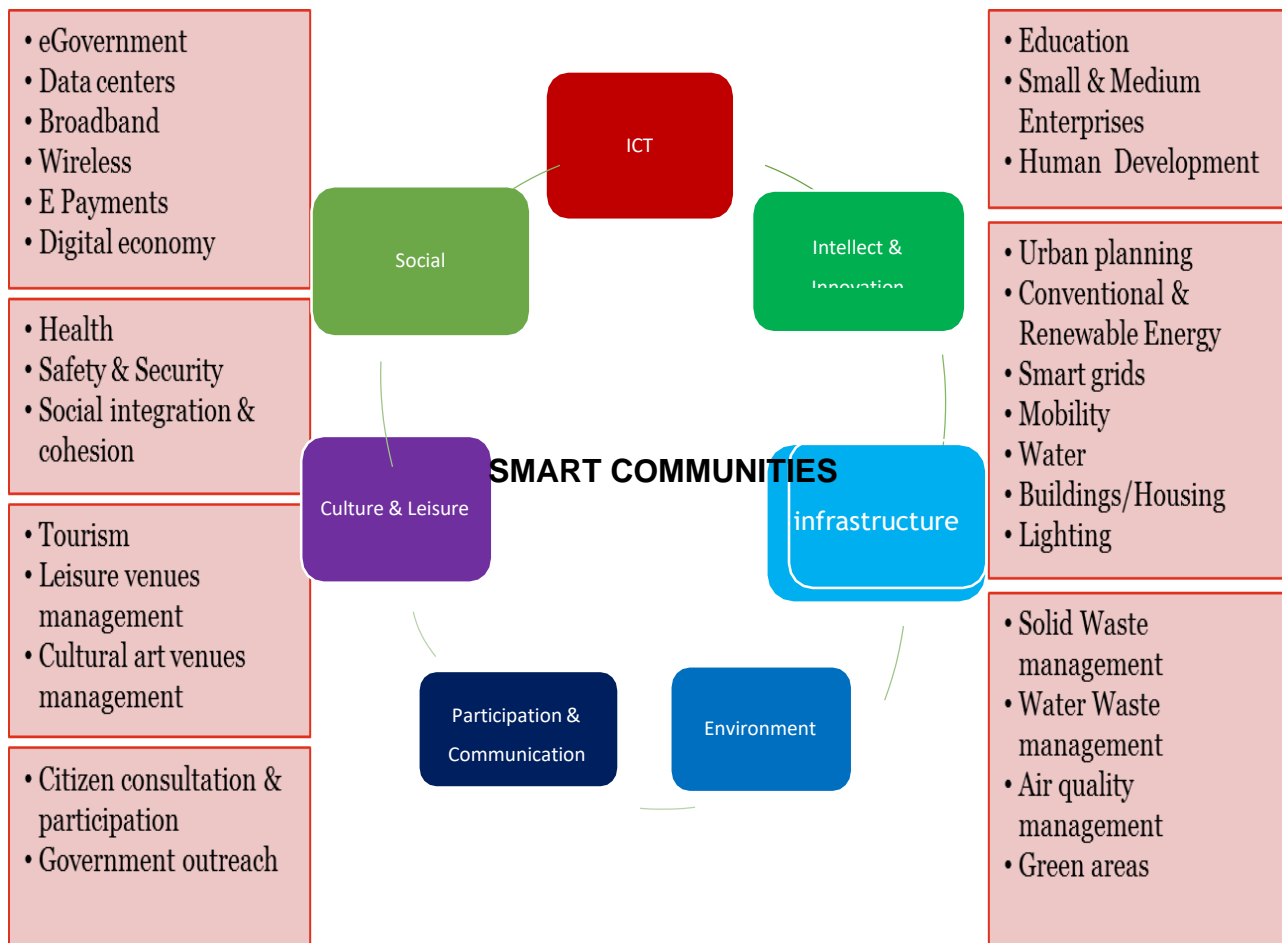 • eGovernment
• Data centers
• Broadband
• Wireless
• E Payments
• Digital economy
• Health
• Safety & Security
• Social integration &
cohesion
• Tourism
• Leisure venues
management
• Cultural art venues
management
• Citizen consultation &
participation
• Government outreach
ICT
Social
Intellect &
Innovation
SMART COMMUNITIES
Culture & Leisure
infrastructure
Participation &
Communication
Environment
• Education
• Small & Medium
Enterprises
• Human Development
• Urban planning
• Conventional &
Renewable Energy
• Smart grids
• Mobility
• Water
• Buildings/Housing
• Lighting
• Solid Waste
management
• Water Waste
management
• Air quality
management
• Green areas